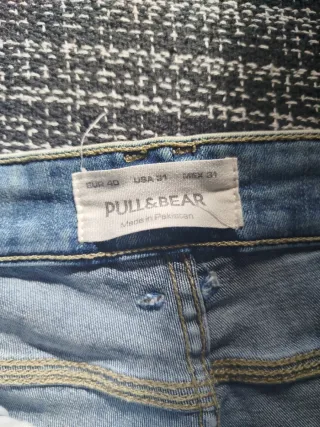 EUR 40 USA 31 MEX 31
PULL&BEAR
Made in Pakistan